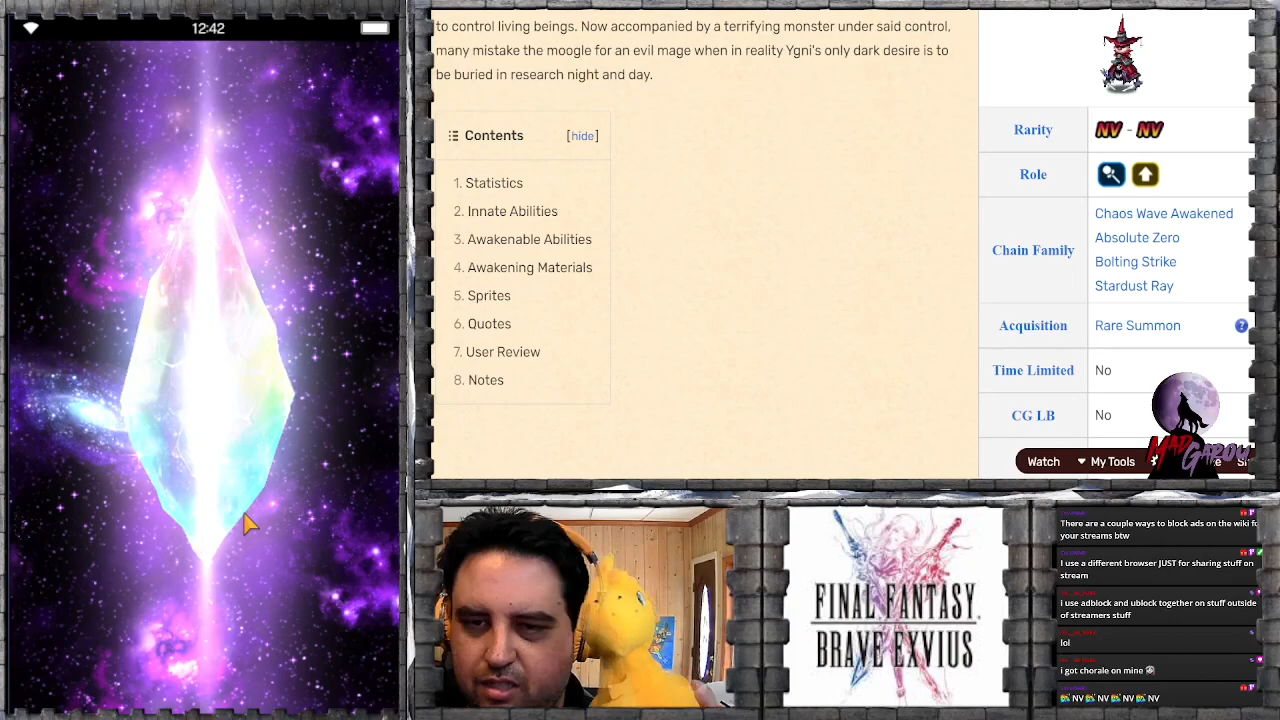 12:42
to control living beings. Now accompanied by a terrifying monster under said control,
many mistake the moogle for an evil mage when in reality Ygni's only dark desire is to
be buried in research night and day.
Contents [hide]
1. Statistics
2. Innate Abilities
3. Awakenable Abilities
4. Awakening Materials
5. Sprites
6. Quotes
7. User Review
8. Notes
Rarity NV - NV
Role
Chain Family
Chaos Wave Awakened
Absolute Zero
Bolting Strike
Stardust Ray
Acquisition Rare Summon ?
Time Limited No
CG LB No
Watch My Tools
MadGarou
FINAL FANTASY
BRAVE EXVIUS
There are a couple ways to block ads on the wiki fo
your streams btw
I use a different browser JUST for sharing stuff on
stream
i use adblock and ublock together on stuff outside
of streamers stuff
lol
i got chorale on mine
NV NV NV NV